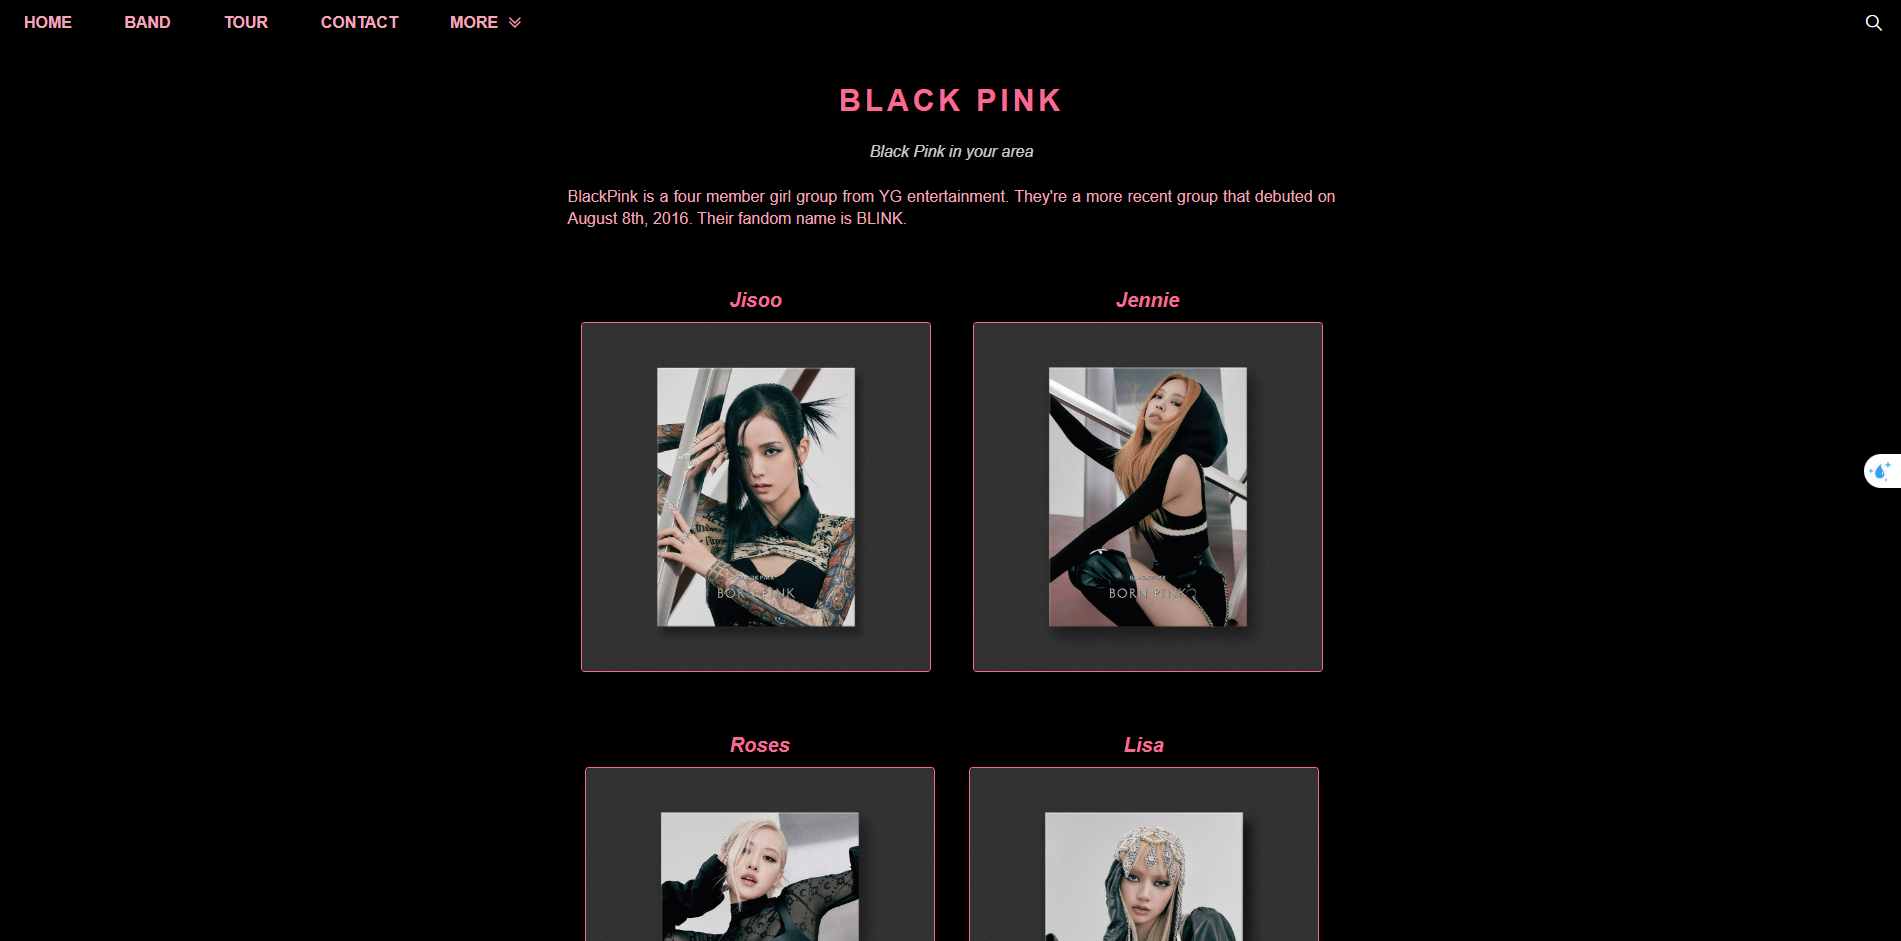 HOME BAND TOUR CONTACT MORE
BLACK PINK
Black Pink in your area
BlackPink is a four member girl group from YG entertainment. They're a more recent group that debuted on
August 8th, 2016. Their fandom name is BLINK.
Jisoo Jennie
BLACKPINK BLACKPINK
BORN PINK BORN PINK
Roses Lisa